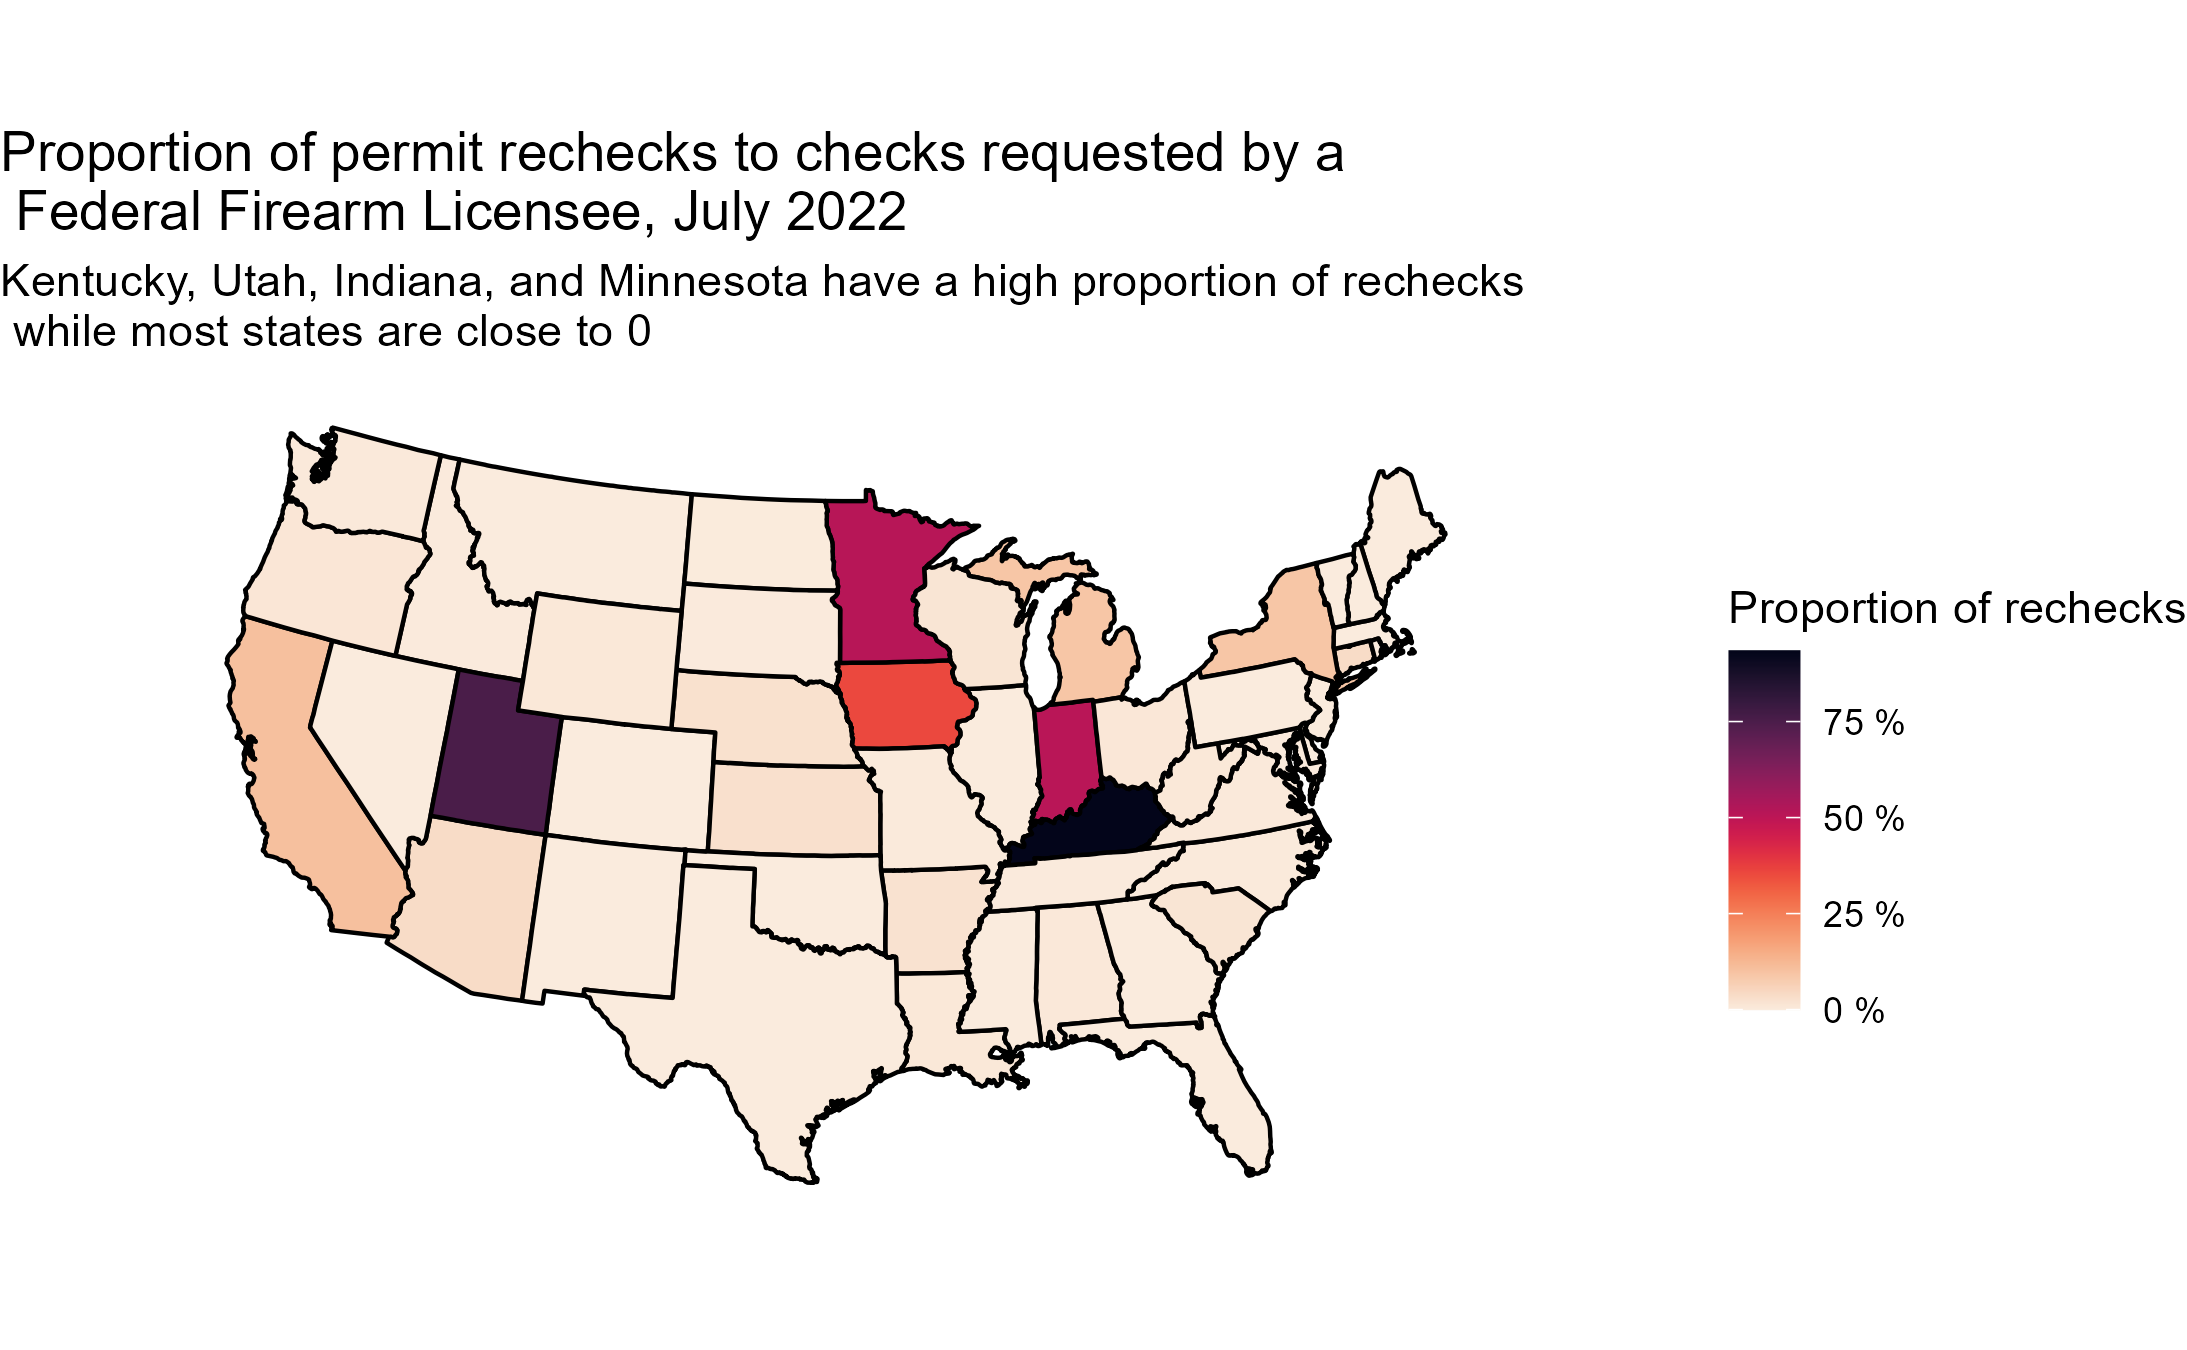 Proportion of permit rechecks to checks requested by a
Federal Firearm Licensee, July 2022
Kentucky, Utah, Indiana, and Minnesota have a high proportion of rechecks
while most states are close to 0
Proportion of rechecks
75 %
50 %
25 %
0 %